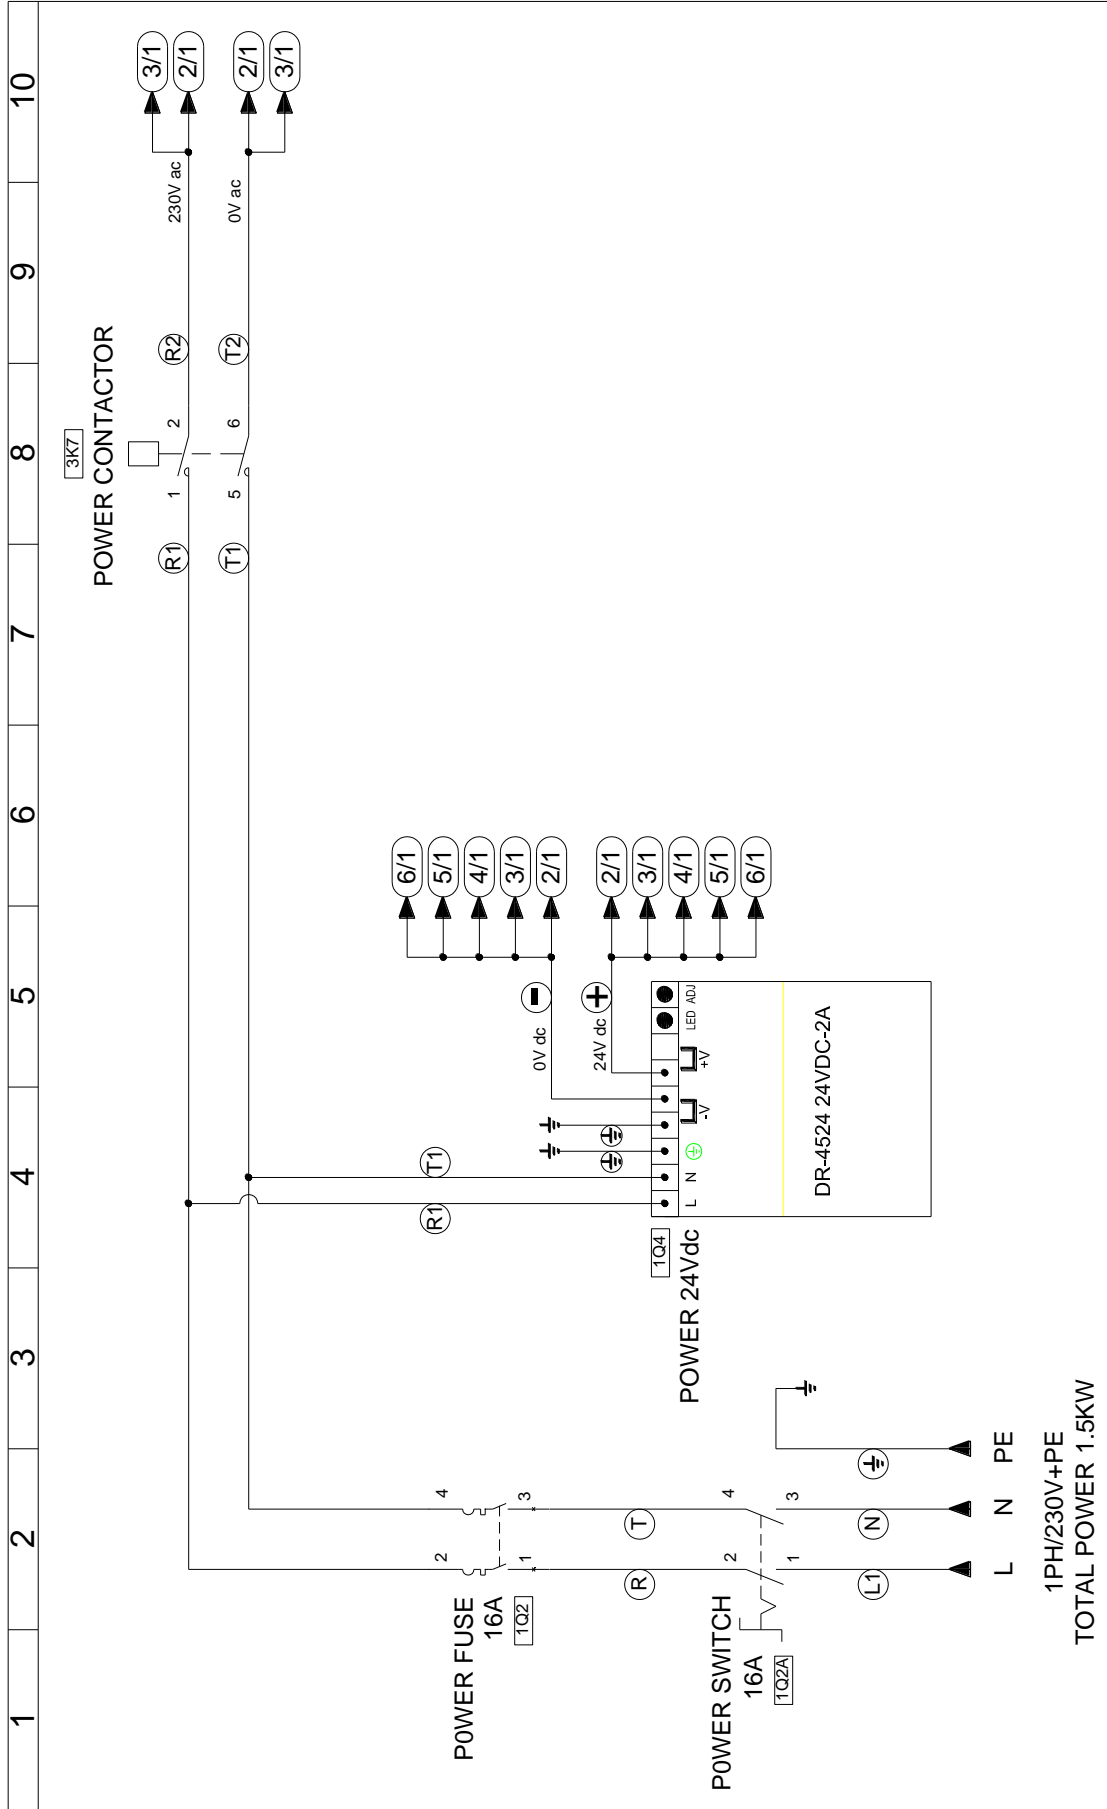 1
2
3
4
5
6
7
8
9
10
3K7
POWER CONTACTOR
R1
1
2
R2
230V ac
3/1
2/1
T1
5
6
T2
0V ac
2/1
3/1
R1
T1
0V dc
6/1
5/1
4/1
3/1
2/1
24V dc
2/1
3/1
4/1
5/1
6/1
1Q4
POWER 24Vdc
L
N
-V
+V
LED
ADJ
DR-4524 24VDC-2A
P0WER FUSE
16A
1Q2
2
1
4
3
R
T
P0WER SWITCH
16A
1Q2A
2
1
4
3
L1
N
L
N
PE
1PH/230V+PE
TOTAL POWER 1.5KW